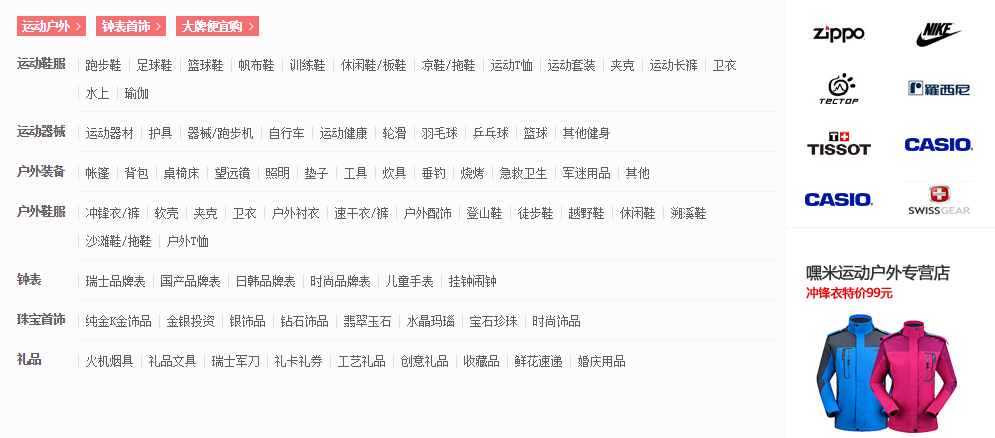 运动户外 > 钟表首饰 > 大牌便宜购 >
运动鞋服 跑步鞋 足球鞋 篮球鞋 帆布鞋 训练鞋 休闲鞋/板鞋 凉鞋/拖鞋 运动T恤 运动套装 夹克 运动长裤 卫衣
水上 瑜伽
运动器械 运动器材 护具 器械/跑步机 自行车 运动健康 轮滑 羽毛球 乒乓球 篮球 其他健身
户外装备 帐篷 背包 桌椅床 望远镜 照明 垫子 工具 炊具 垂钓 烧烤 急救卫生 军迷用品 其他
户外鞋服 冲锋衣/裤 软壳 夹克 卫衣 户外衬衣 速干衣/裤 户外配饰 登山鞋 徒步鞋 越野鞋 休闲鞋 溯溪鞋
沙滩鞋/拖鞋 户外T恤
钟表 瑞士品牌表 国产品牌表 日韩品牌表 时尚品牌表 儿童手表 挂钟闹钟
珠宝首饰 纯金K金饰品 金银投资 银饰品 钻石饰品 翡翠玉石 水晶玛瑙 宝石珍珠 时尚饰品
礼品 火机烟具 礼品文具 瑞士军刀 礼卡礼券 工艺礼品 创意礼品 收藏品 鲜花速递 婚庆用品
zippo NIKE
TECTOP 羅西尼
TISSOT CASIO
CASIO SWISSGEAR
嘿米运动户外专营店
冲锋衣特价99元